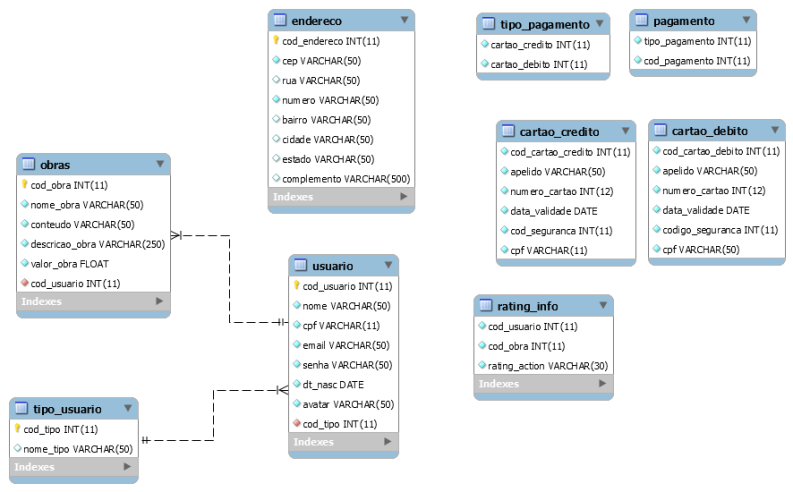 endereco
cod_endereco INT(11)
cep VARCHAR(50)
rua VARCHAR(50)
numero VARCHAR(50)
bairro VARCHAR(50)
cidade VARCHAR(50)
estado VARCHAR(50)
complemento VARCHAR(500)
Indexes
tipo_pagamento
cartao_credito INT(11)
cartao_debito INT(11)
pagamento
tipo_pagamento INT(11)
cod_pagamento INT(11)
cartao_credito
cod_cartao_credito INT(11)
apelido VARCHAR(50)
numero_cartao INT(12)
data_validade DATE
cod_seguranca INT(11)
cpf VARCHAR(11)
cartao_debito
cod_cartao_debito INT(11)
apelido VARCHAR(50)
numero_cartao INT(12)
data_validade DATE
codigo_seguranca INT(11)
cpf VARCHAR(50)
obras
cod_obra INT(11)
nome_obra VARCHAR(50)
conteudo VARCHAR(50)
descricao_obra VARCHAR(250)
valor_obra FLOAT
cod_usuario INT(11)
Indexes
usuario
cod_usuario INT(11)
nome VARCHAR(50)
cpf VARCHAR(11)
email VARCHAR(50)
senha VARCHAR(50)
dt_nasc DATE
avatar VARCHAR(50)
cod_tipo INT(11)
Indexes
rating_info
cod_usuario INT(11)
cod_obra INT(11)
rating_action VARCHAR(30)
Indexes
tipo_usuario
cod_tipo INT(11)
nome_tipo VARCHAR(50)
Indexes